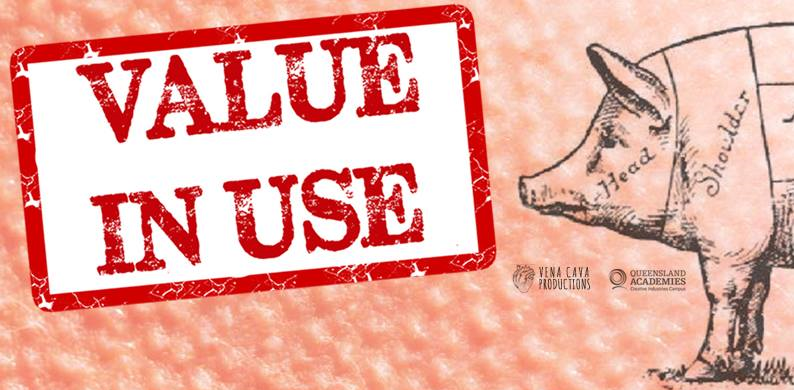 VALUE
IN USE
Head
Shoulder
VENA CAVA
PRODUCTIONS
QUEENSLAND
ACADEMIES
Creative Industries Campus